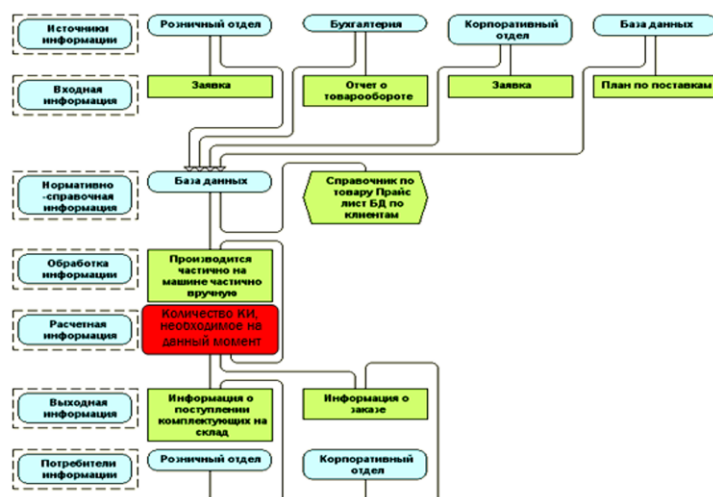 Источники
информации
Розничный отдел
Бухгалтерия
Корпоративный
отдел
База данных
Входная
информация
Заявка
Отчет о
товарообороте
Заявка
План по поставкам
Нормативно
-справочная
информация
База данных
Справочник по
товару Прайс
лист БД по
клиентам
Обработка
информации
Производится
частично на
машине частично
вручную
Расчетная
информация
Количество КИ,
необходимое на
данный момент
Выходная
информация
Информация о
поступлении
комплектующих на
склад
Информация о
заказе
Потребители
информации
Розничный отдел
Корпоративный
отдел